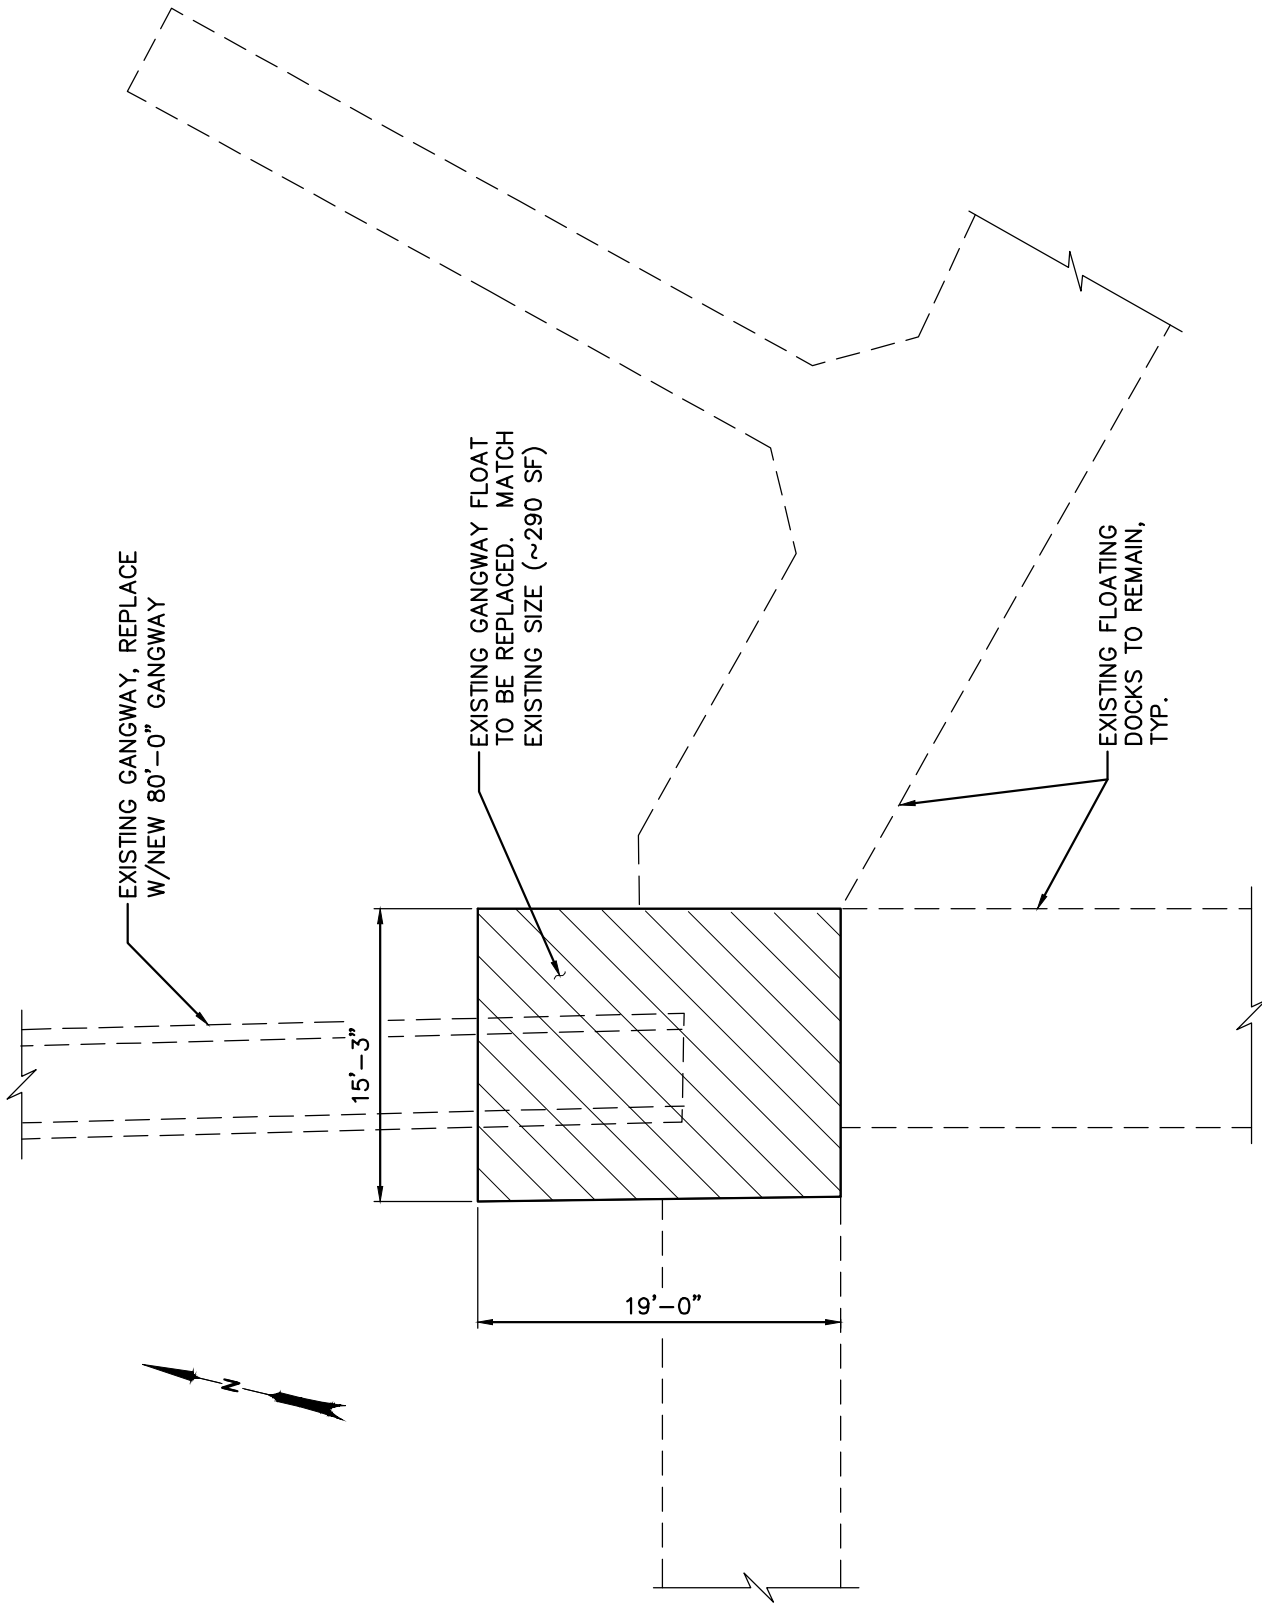 EXISTING GANGWAY, REPLACE
W/NEW 80'-0" GANGWAY
EXISTING GANGWAY FLOAT
TO BE REPLACED. MATCH
EXISTING SIZE (~290 SF)
EXISTING FLOATING
DOCKS TO REMAIN,
TYP.
15'-3"
19'-0"
N